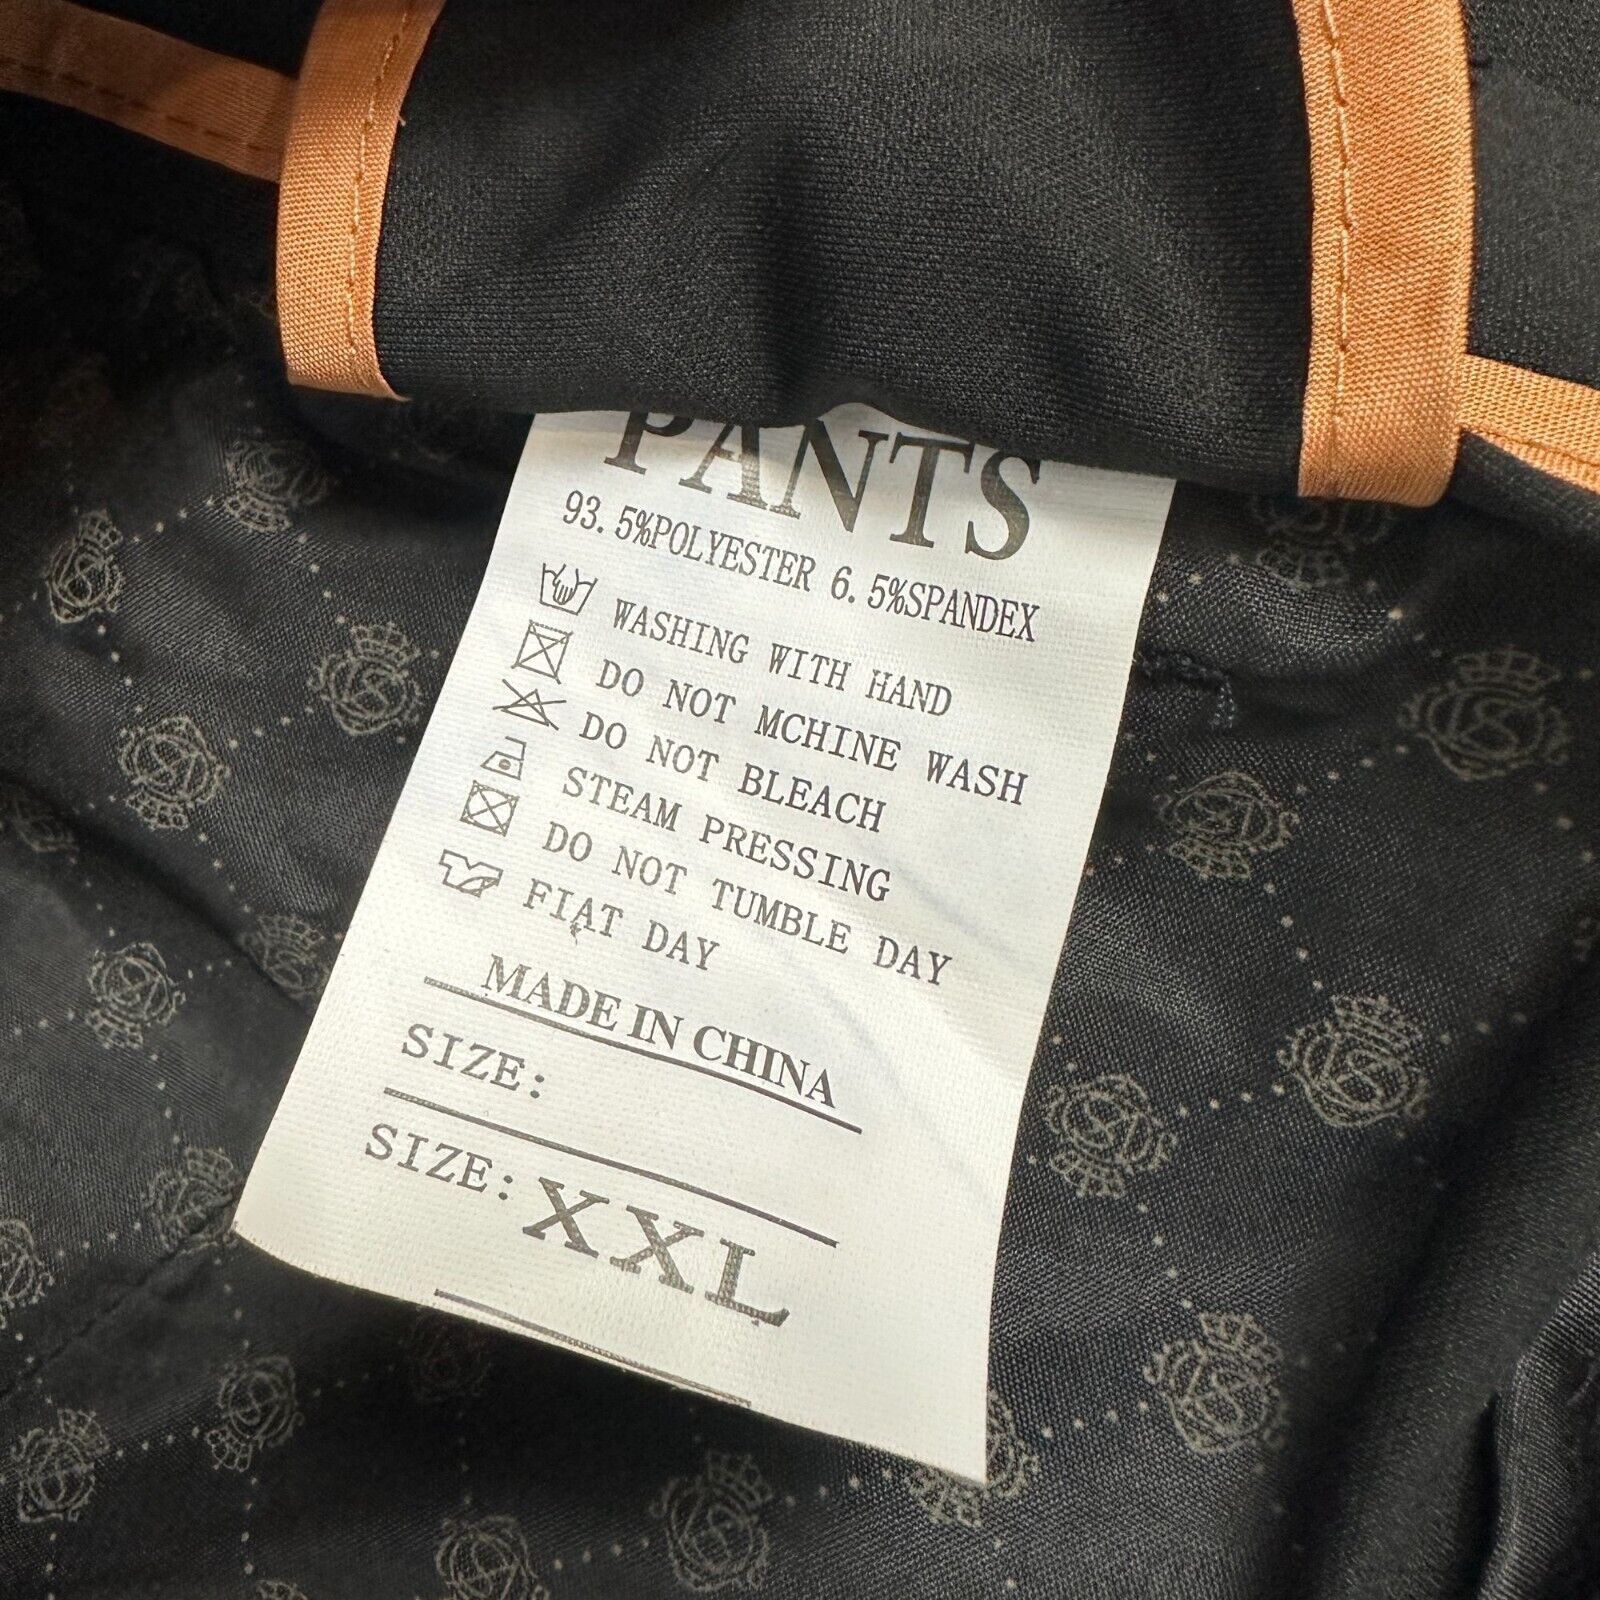 PANTS
93.5%POLYESTER 6.5%SPANDEX
WASHING WITH HAND
DO NOT MCHINE WASH
DO NOT BLEACH
STEAM PRESSING
DO NOT TUMBLE DAY
FIAT DAY
MADE IN CHINA
SIZE:
SIZE: XXL